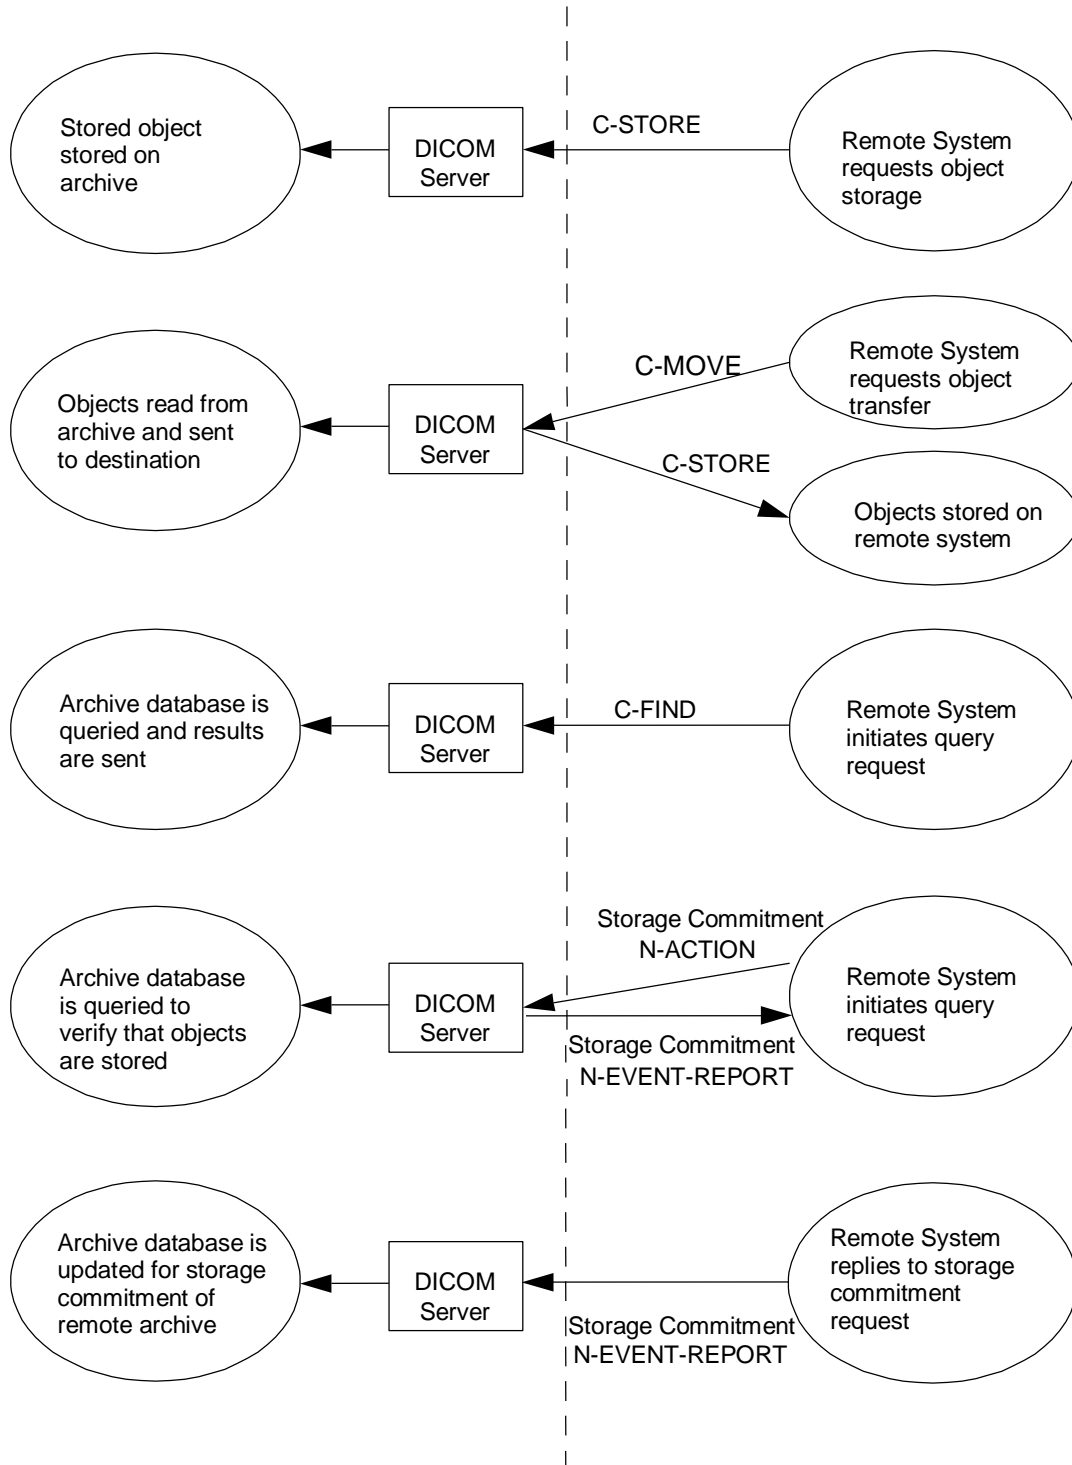 Stored object
stored on
archive
DICOM
Server
C-STORE
Remote System
requests object
storage
Objects read from
archive and sent
to destination
DICOM
Server
C-MOVE
C-STORE
Remote System
requests object
transfer
Objects stored on
remote system
Archive database is
queried and results
are sent
DICOM
Server
C-FIND
Remote System
initiates query
request
Archive database
is queried to
verify that objects
are stored
DICOM
Server
Storage Commitment
N-ACTION
Storage Commitment
N-EVENT-REPORT
Remote System
initiates query
request
Archive database is
updated for storage
commitment of
remote archive
DICOM
Server
Storage Commitment
N-EVENT-REPORT
Remote System
replies to storage
commitment
request